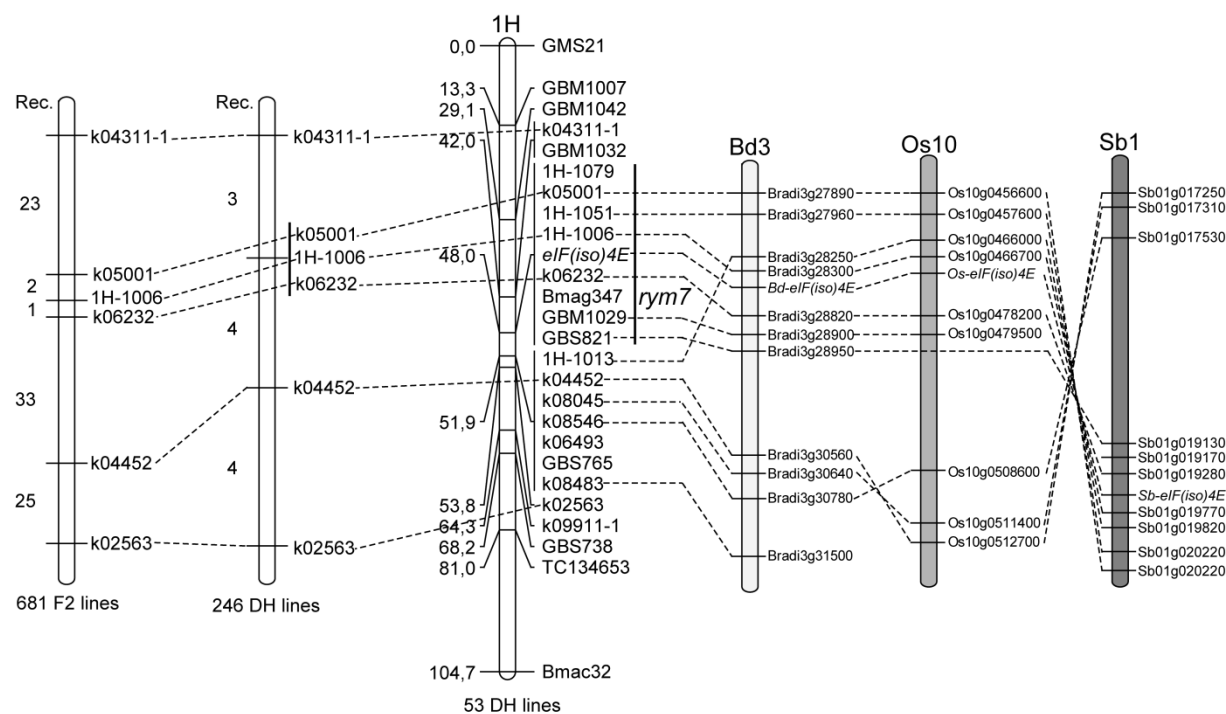 Rec.
k04311-1
23
k05001
2
1H-1006
1
k06232
33
k04452
25
k02563
681 F2 lines
Rec.
k04311-1
3
k05001
1H-1006
k06232
4
k04452
4
k02563
246 DH lines
1H
0,0
13,3
29,1
42,0
48,0
51,9
53,8
64,3
68,2
81,0
104,7
GMS21
GBM1007
GBM1042
k04311-1
GBM1032
1H-1079
k05001
1H-1051
1H-1006
eIF(iso)4E
k06232
Bmag347
GBM1029
GBS821
1H-1013
k04452
k08045
k08546
k06493
GBS765
k08483
k02563
k09911-1
GBS738
TC134653
Bmac32
rym7
53 DH lines
Bd3
Bradi3g27890
Bradi3g27960
Bradi3g28250
Bradi3g28300
Bd-eIF(iso)4E
Bradi3g28820
Bradi3g28900
Bradi3g28950
Bradi3g30560
Bradi3g30640
Bradi3g30780
Bradi3g31500
Os10
Os10g0456600
Os10g0457600
Os10g0466000
Os10g0466700
Os-eIF(iso)4E
Os10g0478200
Os10g0479500
Os10g0508600
Os10g0511400
Os10g0512700
Sb1
Sb01g017250
Sb01g017310
Sb01g017530
Sb01g019130
Sb01g019170
Sb01g019280
Sb-eIF(iso)4E
Sb01g019770
Sb01g019820
Sb01g020220
Sb01g020220